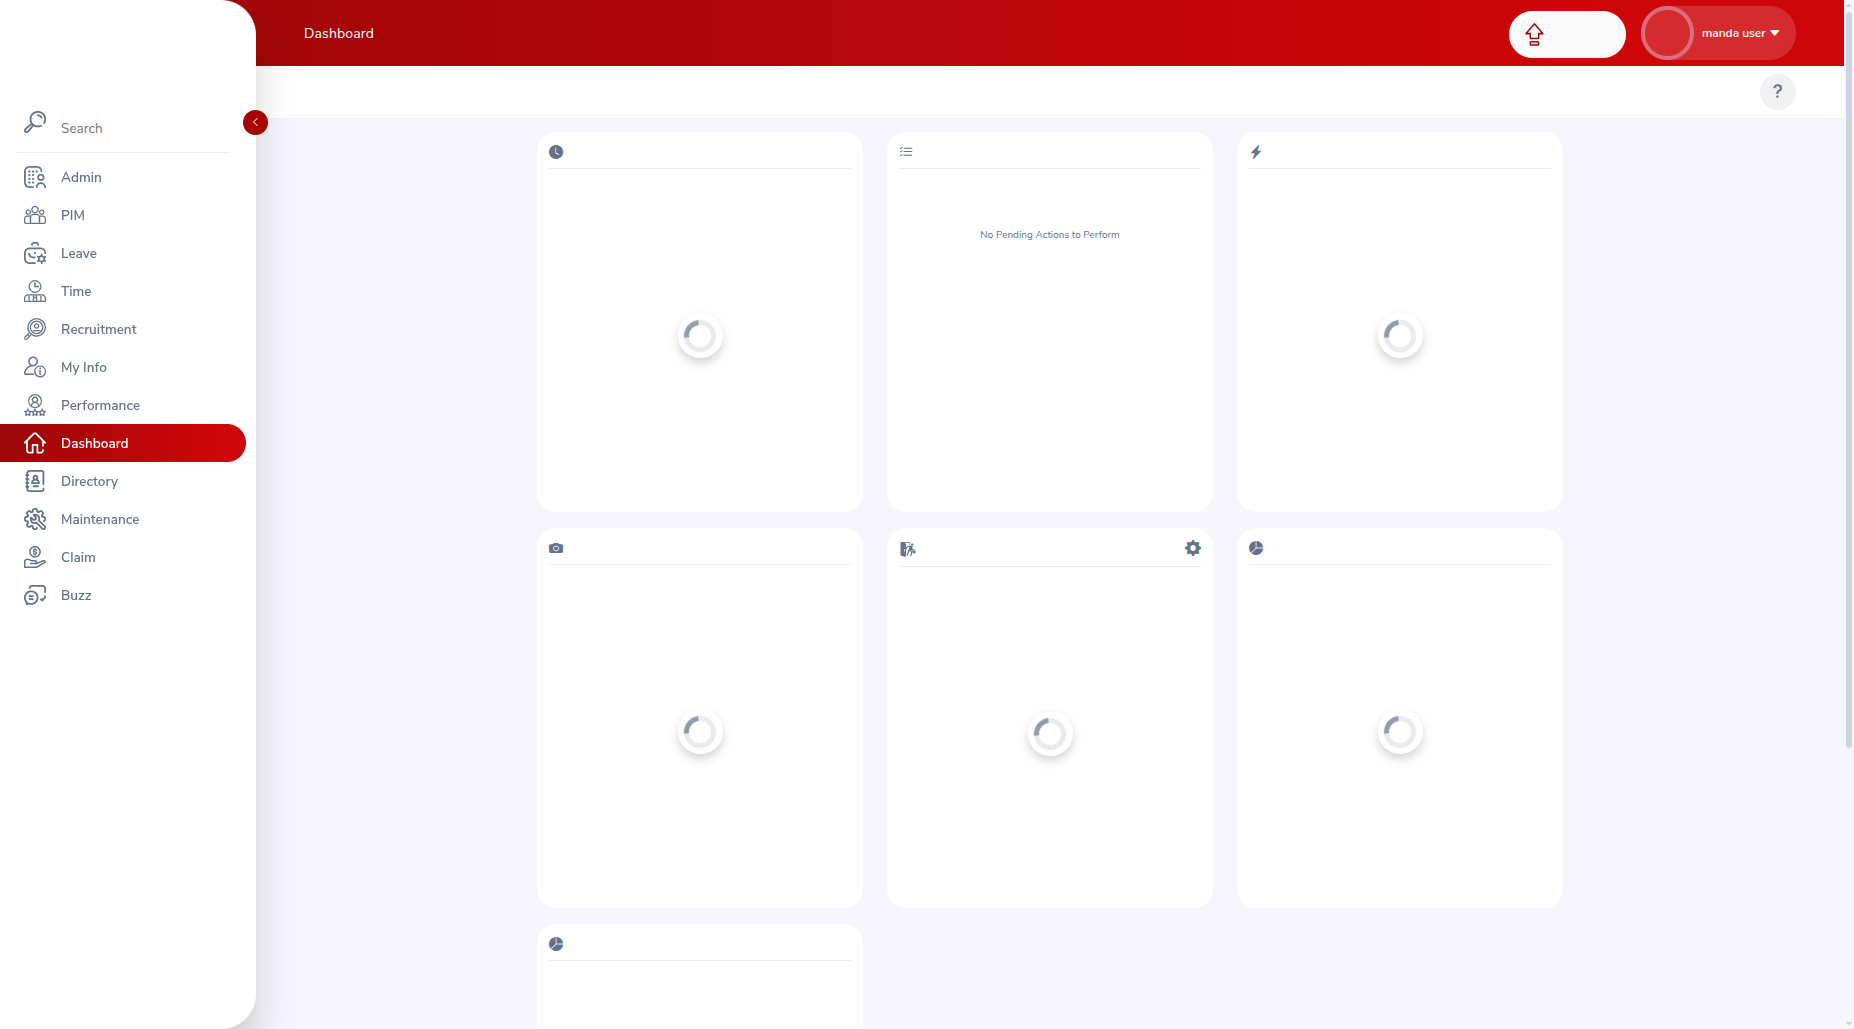 Dashboard
manda user
?
Search
Admin
PIM
Leave
Time
Recruitment
My Info
Performance
Dashboard
Directory
Maintenance
Claim
Buzz
No Pending Actions to Perform